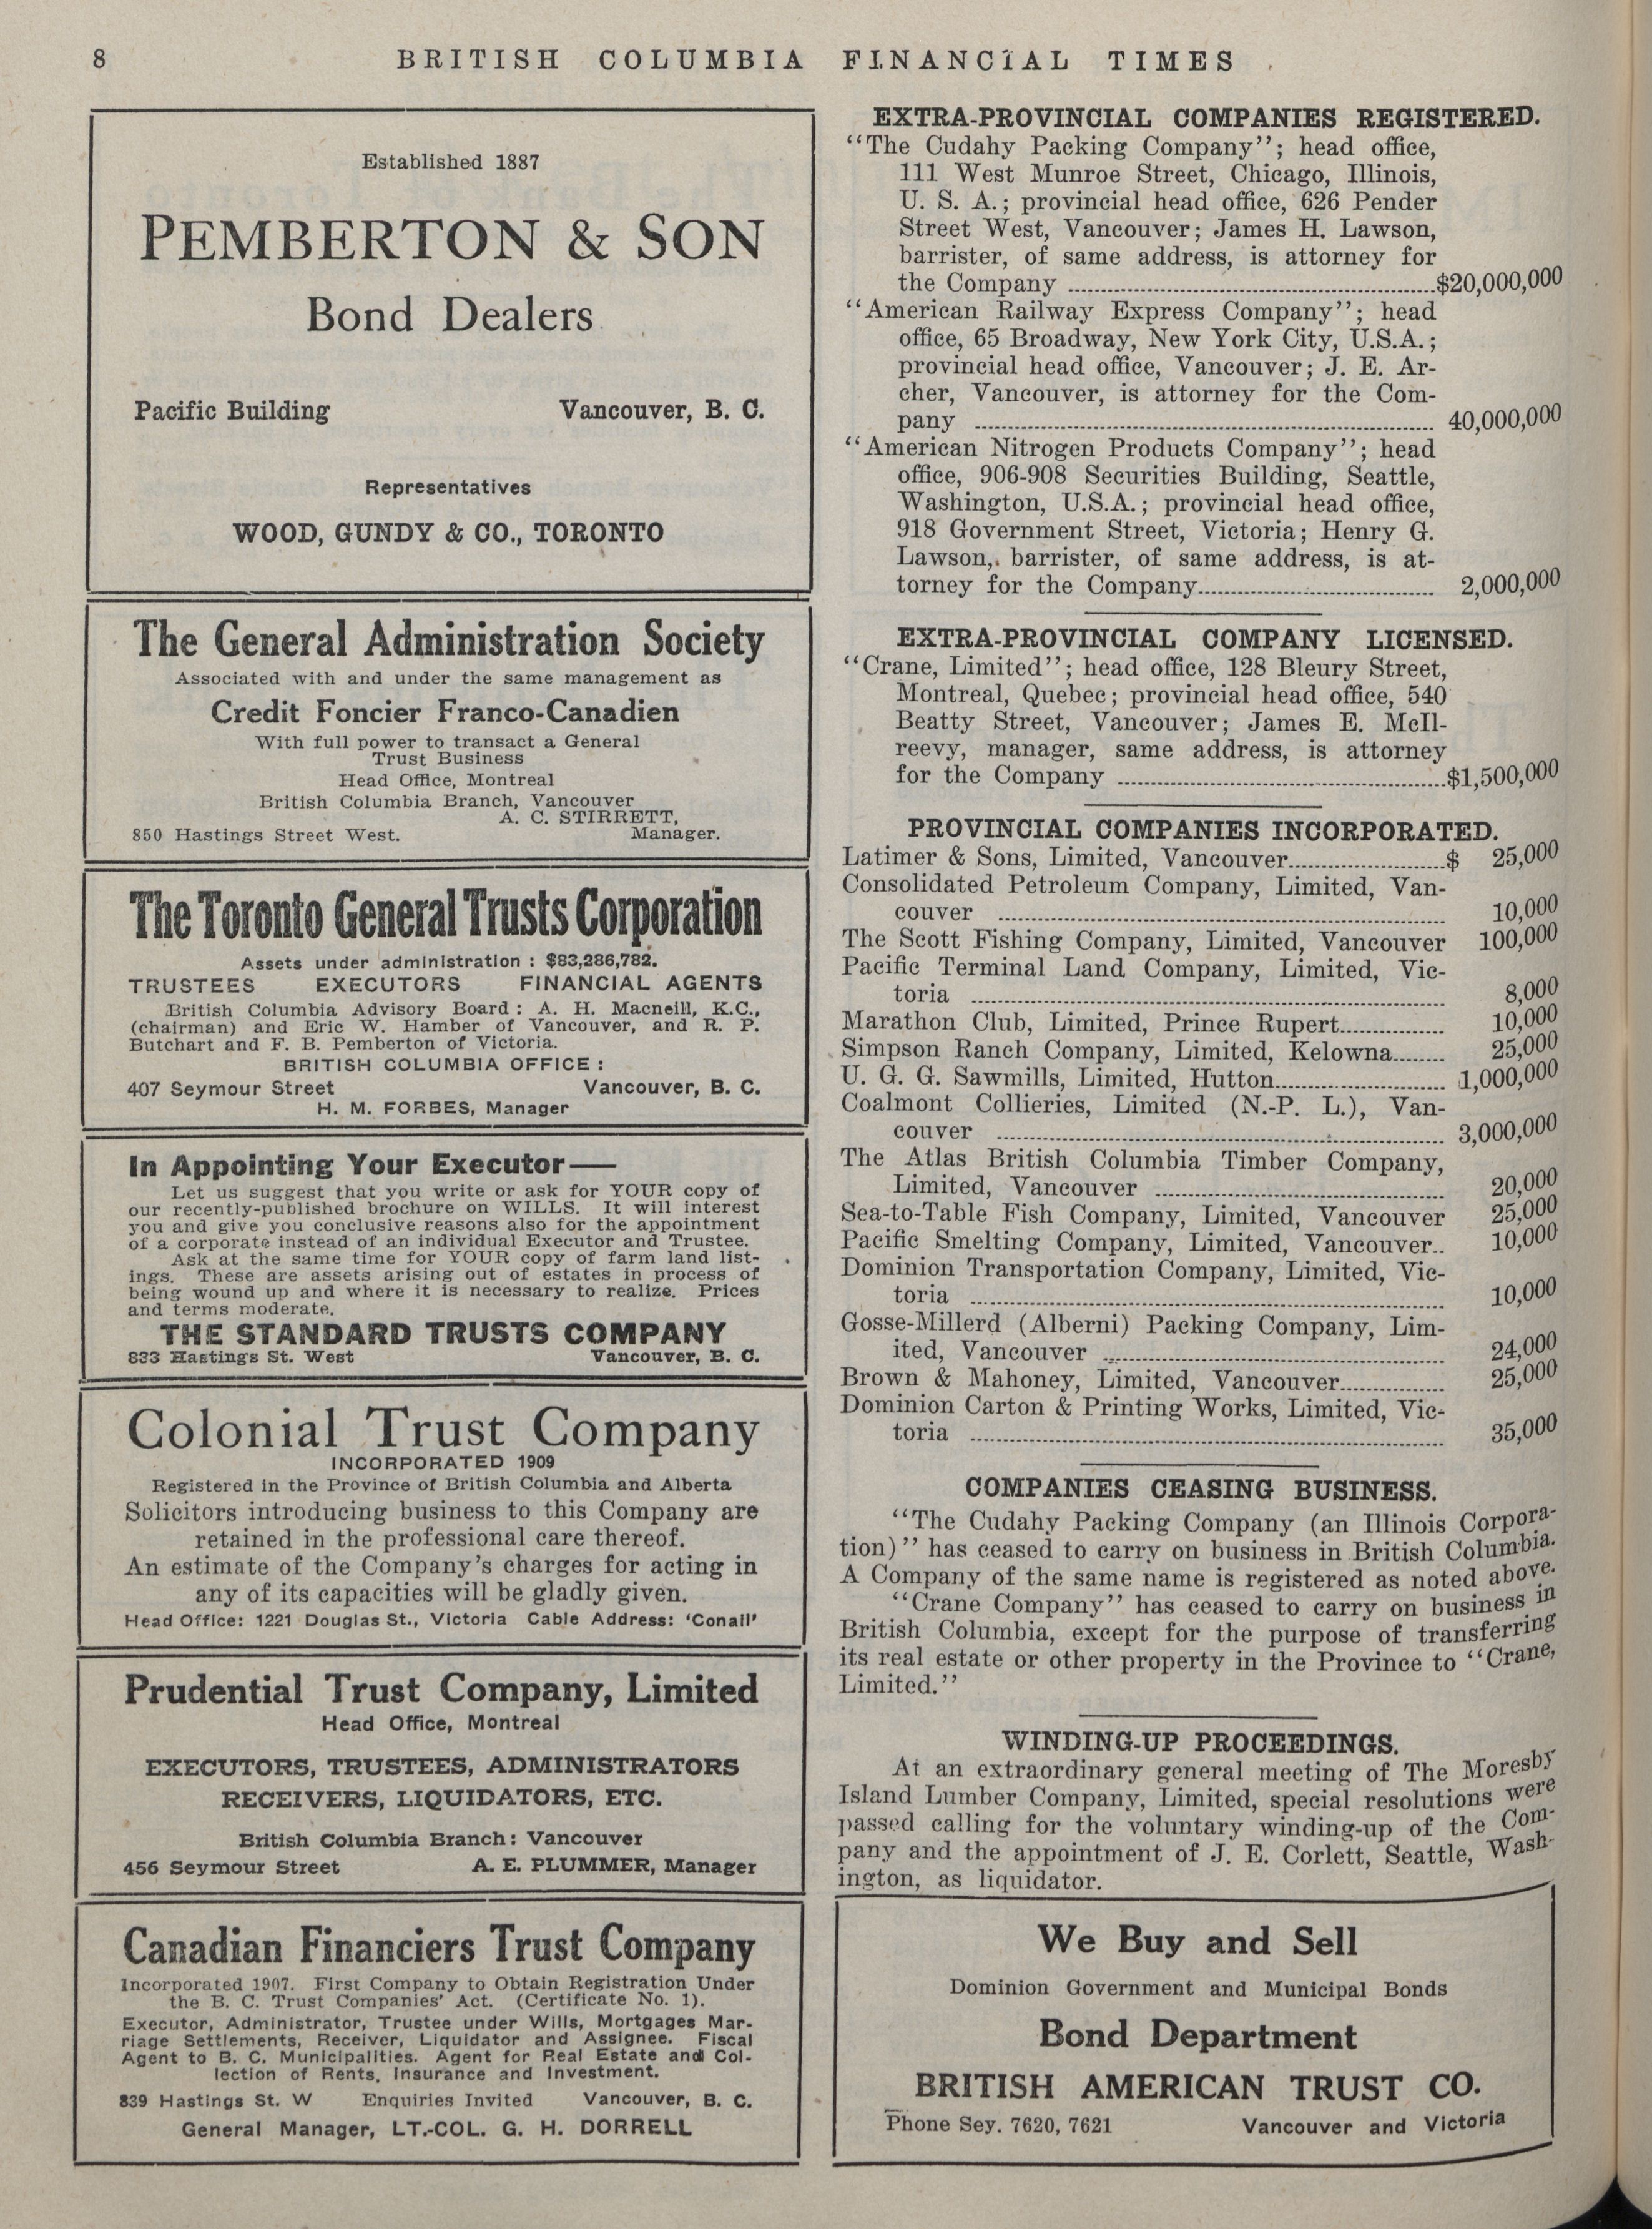 8
BRITISH COLUMBIA FINANCIAL TIMES
Established 1887
PEMBERTON & SON
Bond Dealers
Pacific Building Vancouver, B. C.
Representatives
WOOD, GUNDY & CO., TORONTO
The General Administration Society
Associated with and under the same management as
Credit Foncier Franco-Canadien
With full power to transact a General
Trust Business
Head Office, Montreal
British Columbia Branch, Vancouver
A. C. STIRRETT,
850 Hastings Street West. Manager.
The Toronto General Trusts Corporation
Assets under administration : $83,286,782.
TRUSTEES EXECUTORS FINANCIAL AGENTS
British Columbia Advisory Board : A. H. Macneill, K.C.,
(chairman) and Eric W. Hamber of Vancouver, and R. P.
Butchart and F. B. Pemberton of Victoria.
BRITISH COLUMBIA OFFICE :
407 Seymour Street Vancouver, B. C.
H. M. FORBES, Manager
In Appointing Your Executor—
Let us suggest that you write or ask for YOUR copy of
our recently-published brochure on WILLS. It will interest
you and give you conclusive reasons also for the appointment
of a corporate instead of an individual Executor and Trustee.
Ask at the same time for YOUR copy of farm land list-
ings. These are assets arising out of estates in process of
being wound up and where it is necessary to realize. Prices
and terms moderate.
THE STANDARD TRUSTS COMPANY
833 Hastings St. West Vancouver, B. C.
Colonial Trust Company
INCORPORATED 1909
Registered in the Province of British Columbia and Alberta
Solicitors introducing business to this Company are
retained in the professional care thereof.
An estimate of the Company's charges for acting in
any of its capacities will be gladly given.
Head Office: 1221 Douglas St., Victoria Cable Address: 'Conail'
Prudential Trust Company, Limited
Head Office, Montreal
EXECUTORS, TRUSTEES, ADMINISTRATORS
RECEIVERS, LIQUIDATORS, ETC.
British Columbia Branch: Vancouver
456 Seymour Street A. E. PLUMMER, Manager
Canadian Financiers Trust Company
Incorporated 1907. First Company to Obtain Registration Under
the B. C. Trust Companies' Act. (Certificate No. 1).
Executor, Administrator, Trustee under Wills, Mortgages Mar-
riage Settlements, Receiver, Liquidator and Assignee. Fiscal
Agent to B. C. Municipalities. Agent for Real Estate and Col-
lection of Rents, Insurance and Investment.
839 Hastings St. W Enquiries Invited Vancouver, B. C.
General Manager, LT.-COL. G. H. DORRELL
EXTRA-PROVINCIAL COMPANIES REGISTERED.
"The Cudahy Packing Company"; head office,
111 West Munroe Street, Chicago, Illinois,
U. S. A.; provincial head office, 626 Pender
Street West, Vancouver; James H. Lawson,
barrister, of same address, is attorney for
the Company ........ $20,000,000
"American Railway Express Company"; head
office, 65 Broadway, New York City, U.S.A.;
provincial head office, Vancouver; J. E. Ar-
cher, Vancouver, is attorney for the Com-
pany ........ 40,000,000
"American Nitrogen Products Company"; head
office, 906-908 Securities Building, Seattle,
Washington, U.S.A.; provincial head office,
918 Government Street, Victoria; Henry G.
Lawson, barrister, of same address, is at-
torney for the Company........ 2,000,000
EXTRA-PROVINCIAL COMPANY LICENSED.
"Crane, Limited"; head office, 128 Bleury Street,
Montreal, Quebec; provincial head office, 540
Beatty Street, Vancouver; James E. McIl-
reevy, manager, same address, is attorney
for the Company ........ $1,500,000
PROVINCIAL COMPANIES INCORPORATED.
Latimer & Sons, Limited, Vancouver........ $ 25,000
Consolidated Petroleum Company, Limited, Van-
couver ........ 10,000
The Scott Fishing Company, Limited, Vancouver 100,000
Pacific Terminal Land Company, Limited, Vic-
toria ........ 8,000
Marathon Club, Limited, Prince Rupert........ 10,000
Simpson Ranch Company, Limited, Kelowna........ 25,000
U. G. G. Sawmills, Limited, Hutton........ 1,000,000
Coalmont Collieries, Limited (N.-P. L.), Van-
couver ........ 3,000,000
The Atlas British Columbia Timber Company,
Limited, Vancouver ........ 20,000
Sea-to-Table Fish Company, Limited, Vancouver 25,000
Pacific Smelting Company, Limited, Vancouver.. 10,000
Dominion Transportation Company, Limited, Vic-
toria ........ 10,000
Gosse-Millerd (Alberni) Packing Company, Lim-
ited, Vancouver ........ 24,000
Brown & Mahoney, Limited, Vancouver........ 25,000
Dominion Carton & Printing Works, Limited, Vic-
toria ........ 35,000
COMPANIES CEASING BUSINESS.
"The Cudahy Packing Company (an Illinois Corpora-
tion)" has ceased to carry on business in British Columbia.
A Company of the same name is registered as noted above.
"Crane Company" has ceased to carry on business in
British Columbia, except for the purpose of transferring
its real estate or other property in the Province to "Crane,
Limited."
WINDING-UP PROCEEDINGS.
At an extraordinary general meeting of The Moresby
Island Lumber Company, Limited, special resolutions were
passed calling for the voluntary winding-up of the Com-
pany and the appointment of J. E. Corlett, Seattle, Wash-
ington, as liquidator.
We Buy and Sell
Dominion Government and Municipal Bonds
Bond Department
BRITISH AMERICAN TRUST CO.
Phone Sey. 7620, 7621 Vancouver and Victoria